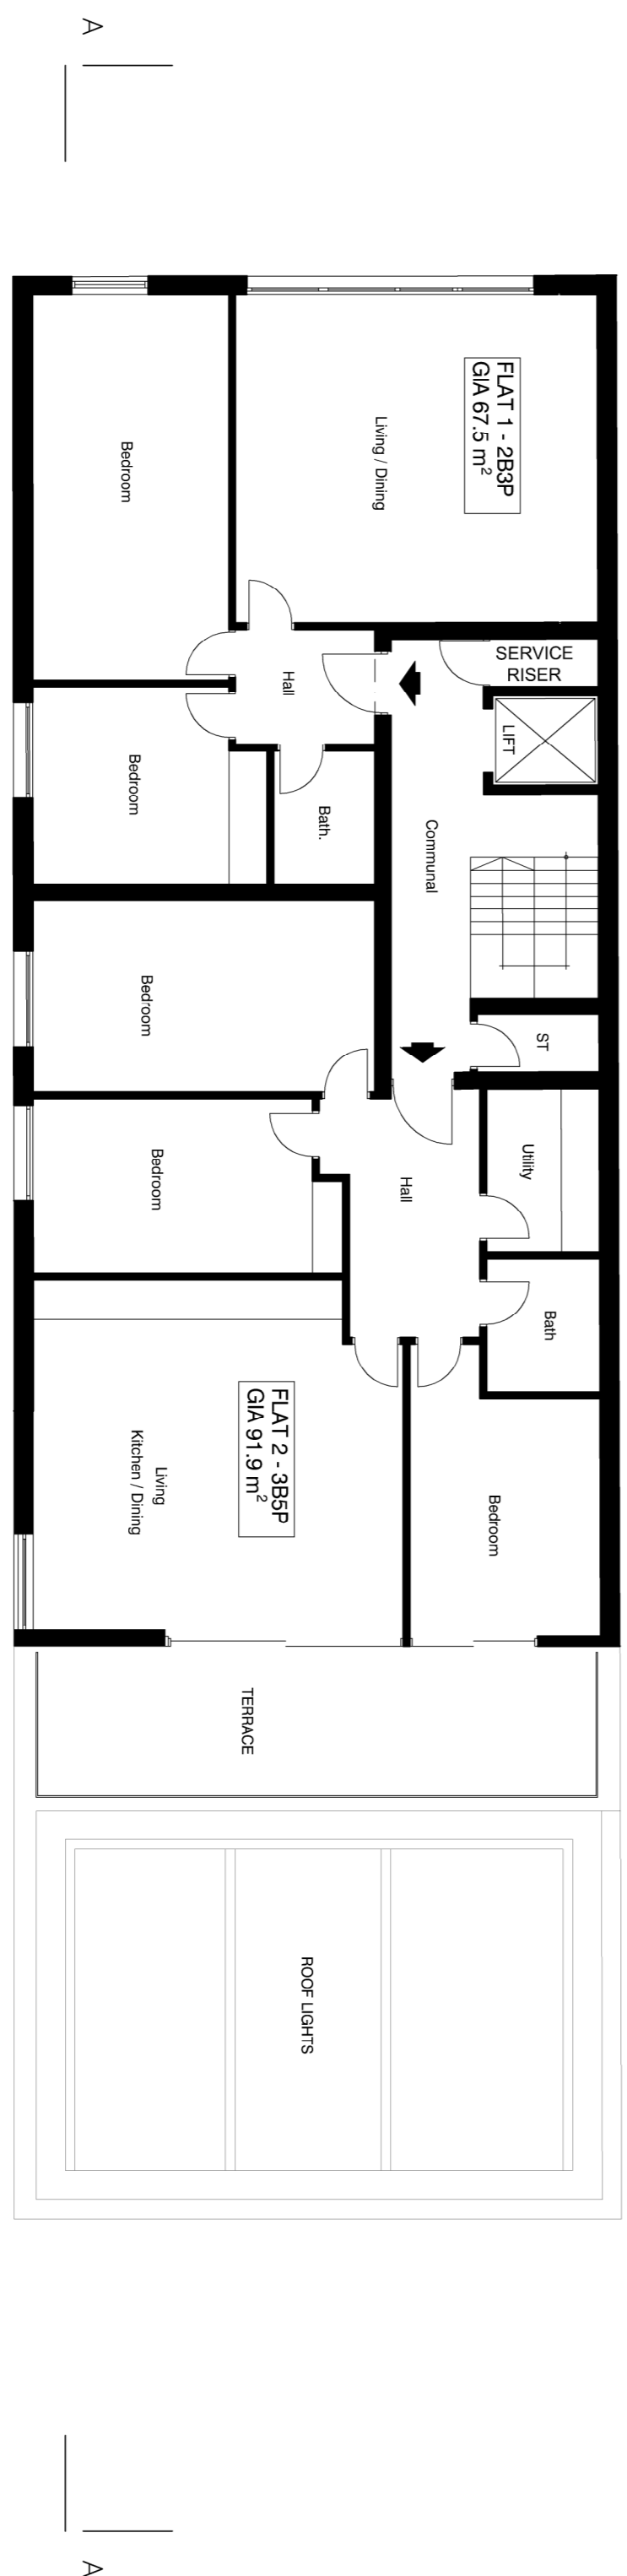 A
FLAT 1 - 2B3P
GIA 67.5 m²
Living / Dining
Bedroom
SERVICE
RISER
Hall
LIFT
Bedroom
Bath.
Communal
Bedroom
ST
Bedroom
Hall
Utility
Bath
FLAT 2 - 3B5P
GIA 91.9 m²
Living
Kitchen / Dining
Bedroom
TERRACE
ROOF LIGHTS
A